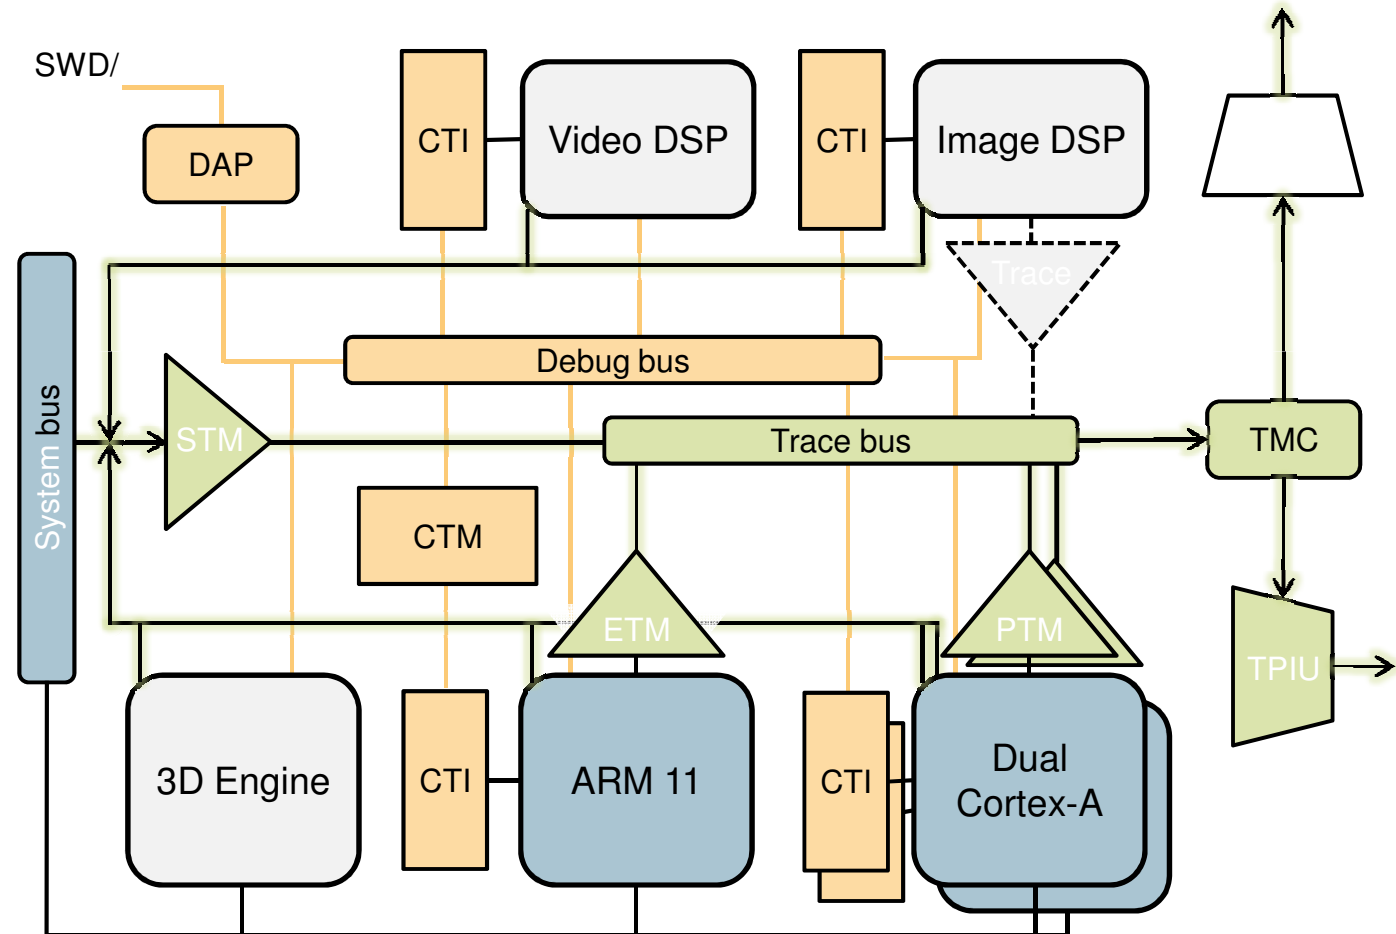 SWD/
DAP
CTI
Video DSP
CTI
Image DSP
Trace
Debug bus
System bus
STM
Trace bus
TMC
CTM
ETM
PTM
TPIU
3D Engine
CTI
ARM 11
CTI
Dual
Cortex-A